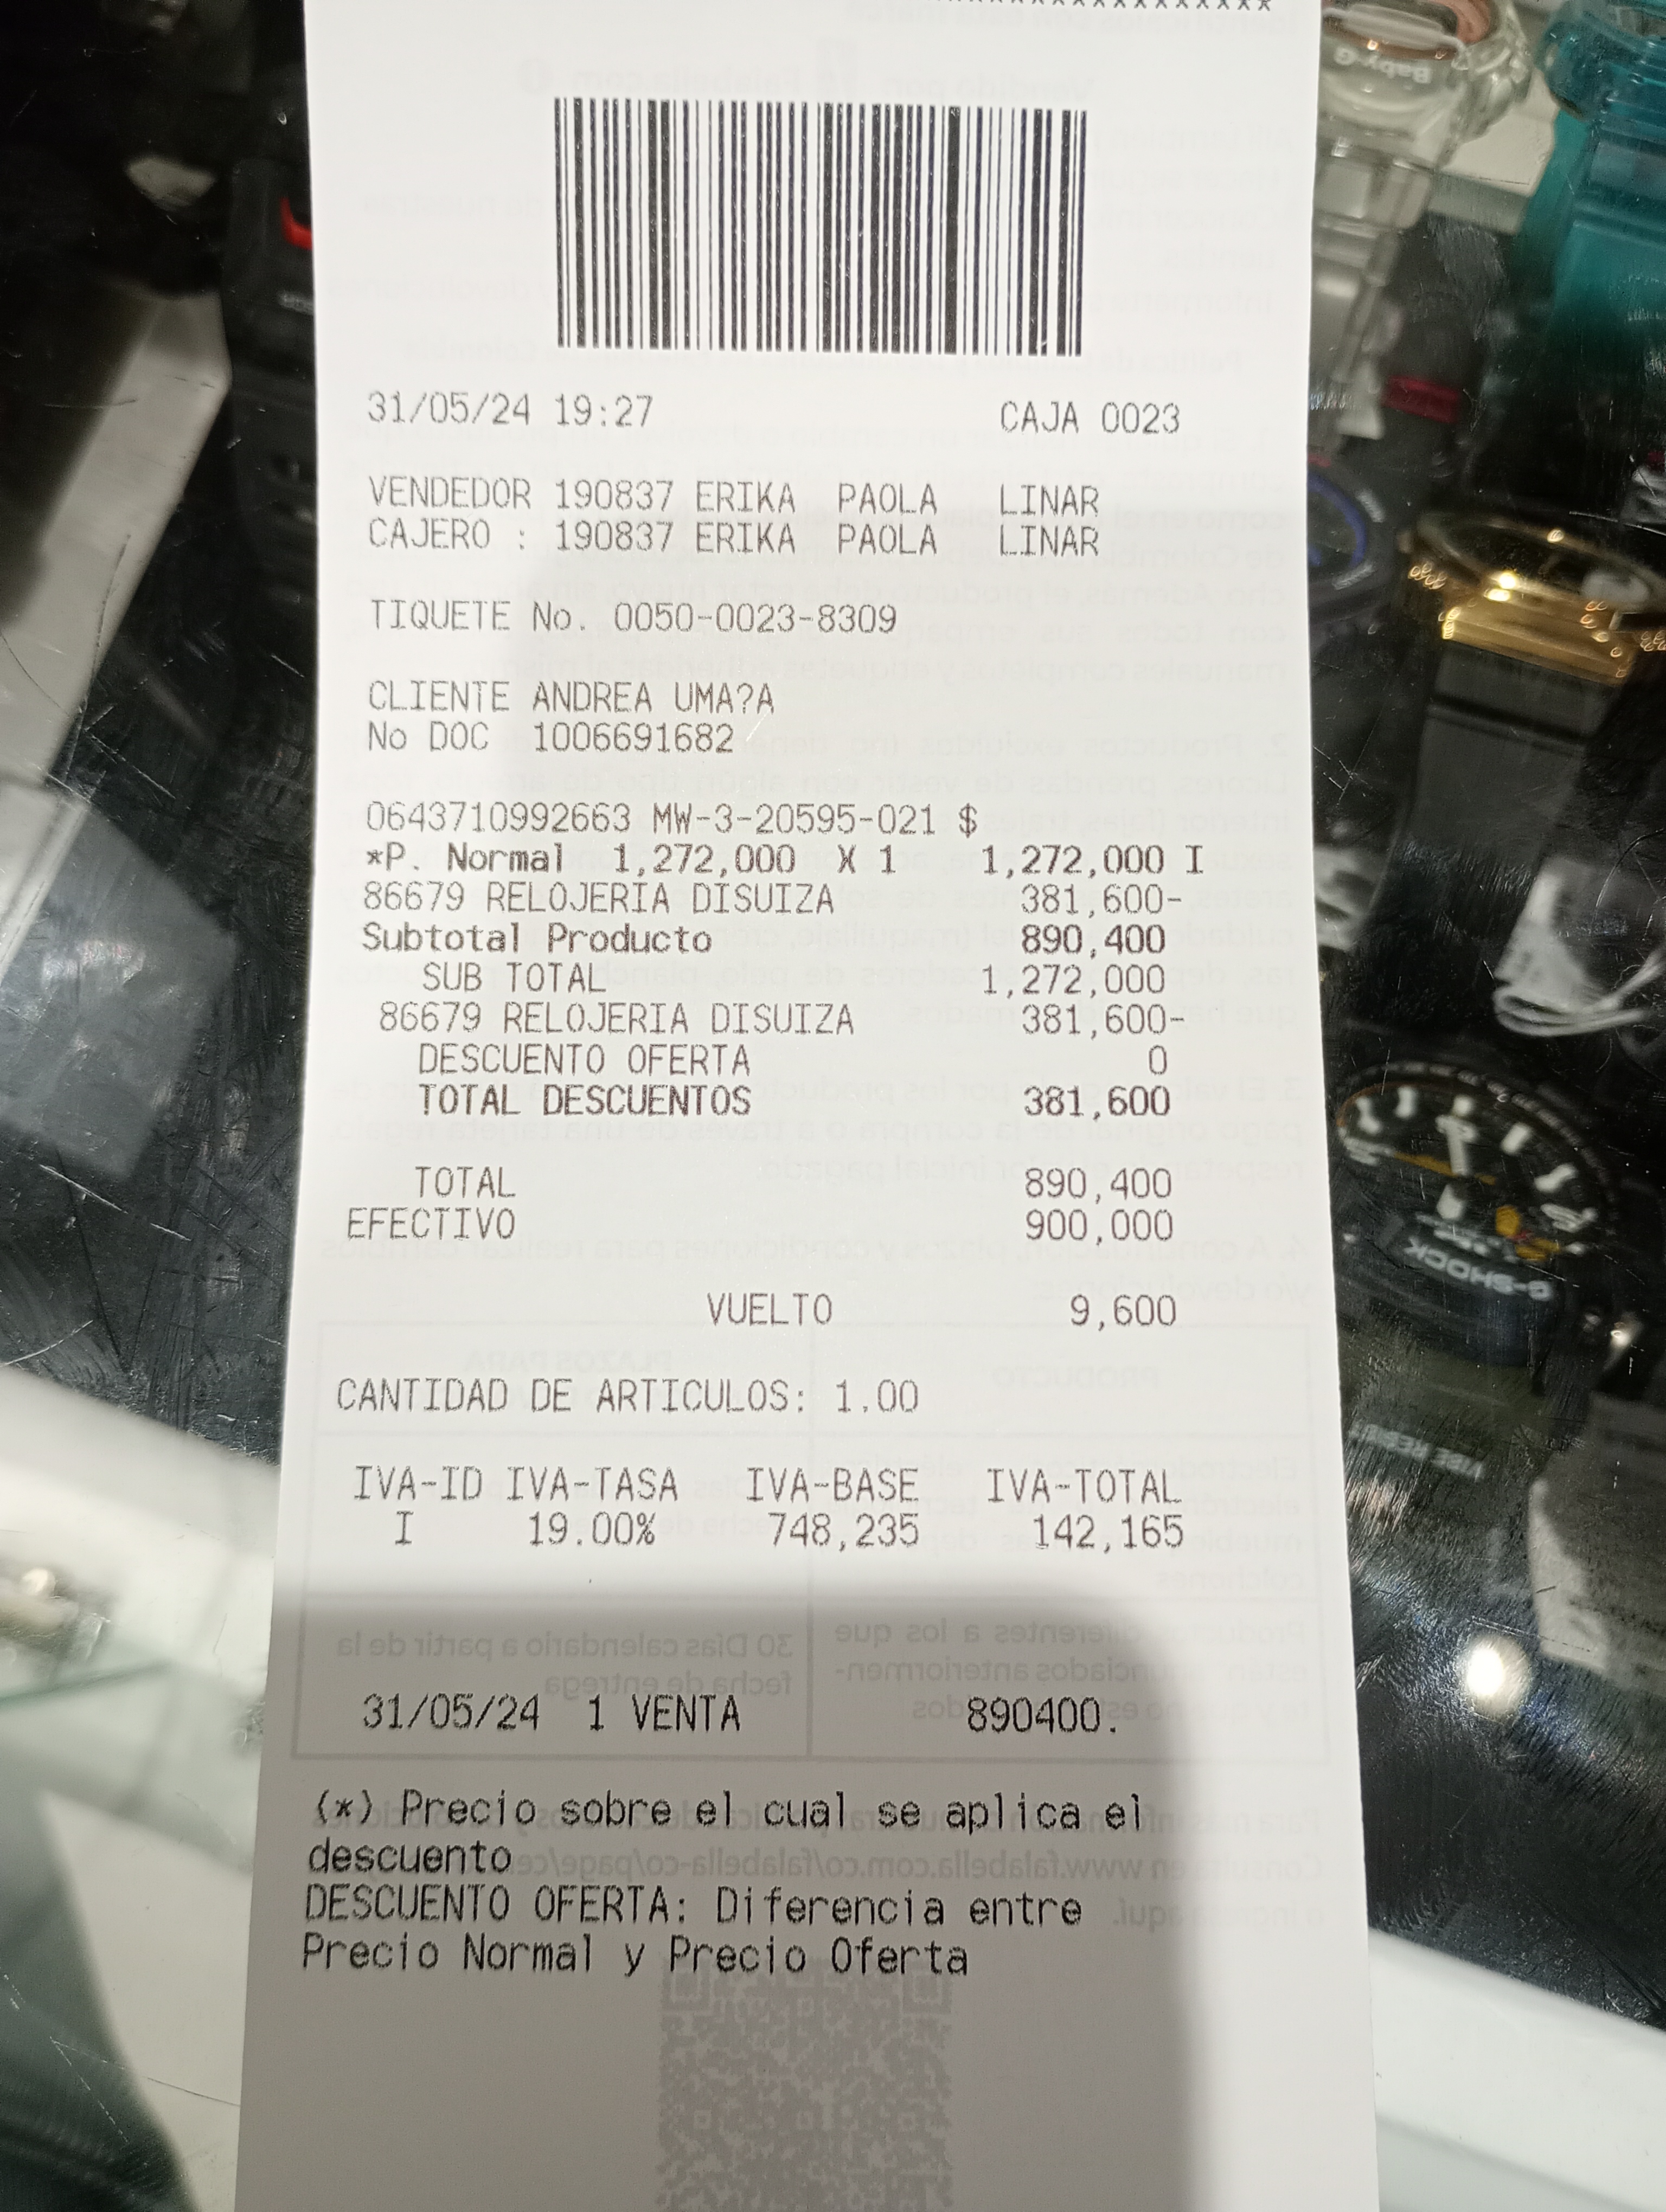 31/05/24 19:27 CAJA 0023
VENDEDOR 190837 ERIKA PAOLA LINAR
CAJERO : 190837 ERIKA PAOLA LINAR
TIQUETE No. 0050-0023-8309
CLIENTE ANDREA UMA?A
No DOC 1006691682
0643710992663 MW-3-20595-021 $
*P. Normal 1,272,000 X 1 1,272,000 I
86679 RELOJERIA DISUIZA 381,600-
Subtotal Producto 890,400
SUB TOTAL 1,272,000
86679 RELOJERIA DISUIZA 381,600-
DESCUENTO OFERTA 0
TOTAL DESCUENTOS 381,600
TOTAL 890,400
EFECTIVO 900,000
VUELTO 9,600
CANTIDAD DE ARTICULOS: 1.00
IVA-ID IVA-TASA IVA-BASE IVA-TOTAL
I 19.00% 748,235 142,165
31/05/24 1 VENTA 890400.
(*) Precio sobre el cual se aplica el
descuento
DESCUENTO OFERTA: Diferencia entre
Precio Normal y Precio Oferta
Baby-G
G-SHOCK